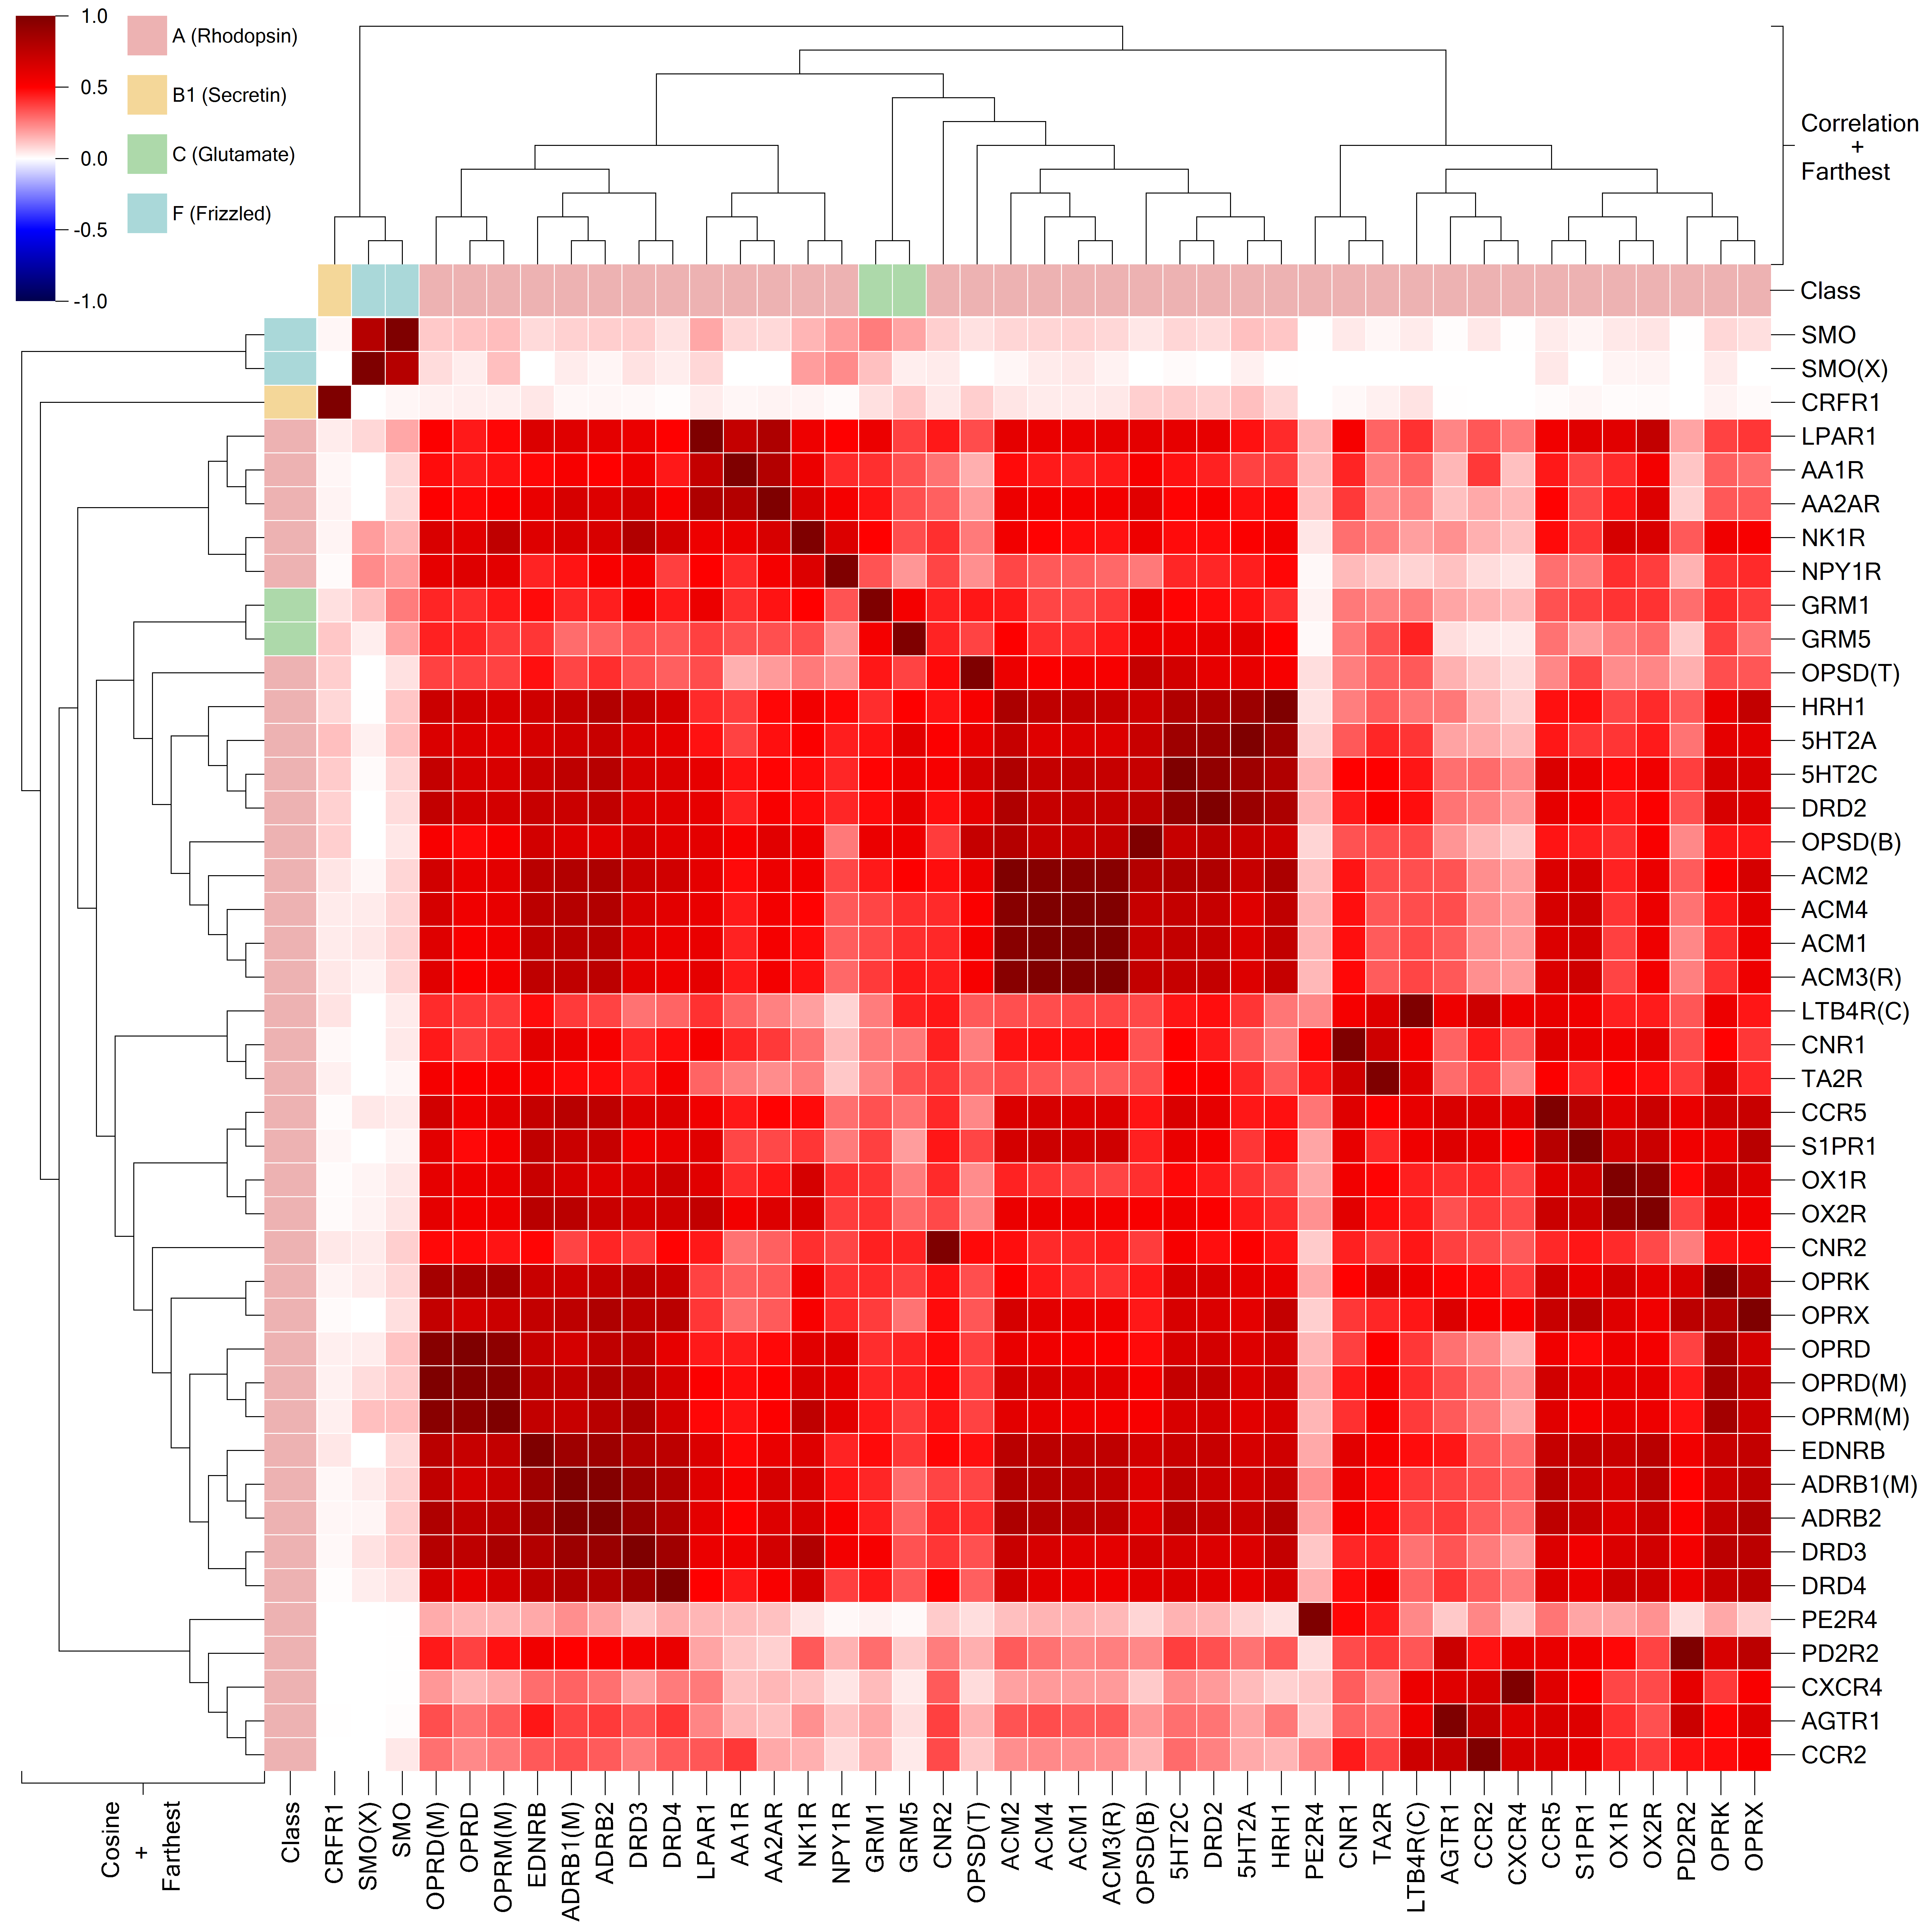 1.0
0.5
0.0
-0.5
-1.0
A (Rhodopsin)
B1 (Secretin)
C (Glutamate)
F (Frizzled)
Correlation
+
Farthest
Class
SMO
SMO(X)
CRFR1
LPAR1
AA1R
AA2AR
NK1R
NPY1R
GRM1
GRM5
OPSD(T)
HRH1
5HT2A
5HT2C
DRD2
OPSD(B)
ACM2
ACM4
ACM1
ACM3(R)
LTB4R(C)
CNR1
TA2R
CCR5
S1PR1
OX1R
OX2R
CNR2
OPRK
OPRX
OPRD
OPRD(M)
OPRM(M)
EDNRB
ADRB1(M)
ADRB2
DRD3
DRD4
PE2R4
PD2R2
CXCR4
AGTR1
CCR2
Cosine
+
Farthest
Class
CRFR1
SMO(X)
SMO
OPRD(M)
OPRD
OPRM(M)
EDNRB
ADRB1(M)
ADRB2
DRD3
DRD4
LPAR1
AA1R
AA2AR
NK1R
NPY1R
GRM1
GRM5
CNR2
OPSD(T)
ACM2
ACM4
ACM1
ACM3(R)
OPSD(B)
5HT2C
DRD2
5HT2A
HRH1
PE2R4
CNR1
TA2R
LTB4R(C)
AGTR1
CCR2
CXCR4
CCR5
S1PR1
OX1R
OX2R
PD2R2
OPRK
OPRX